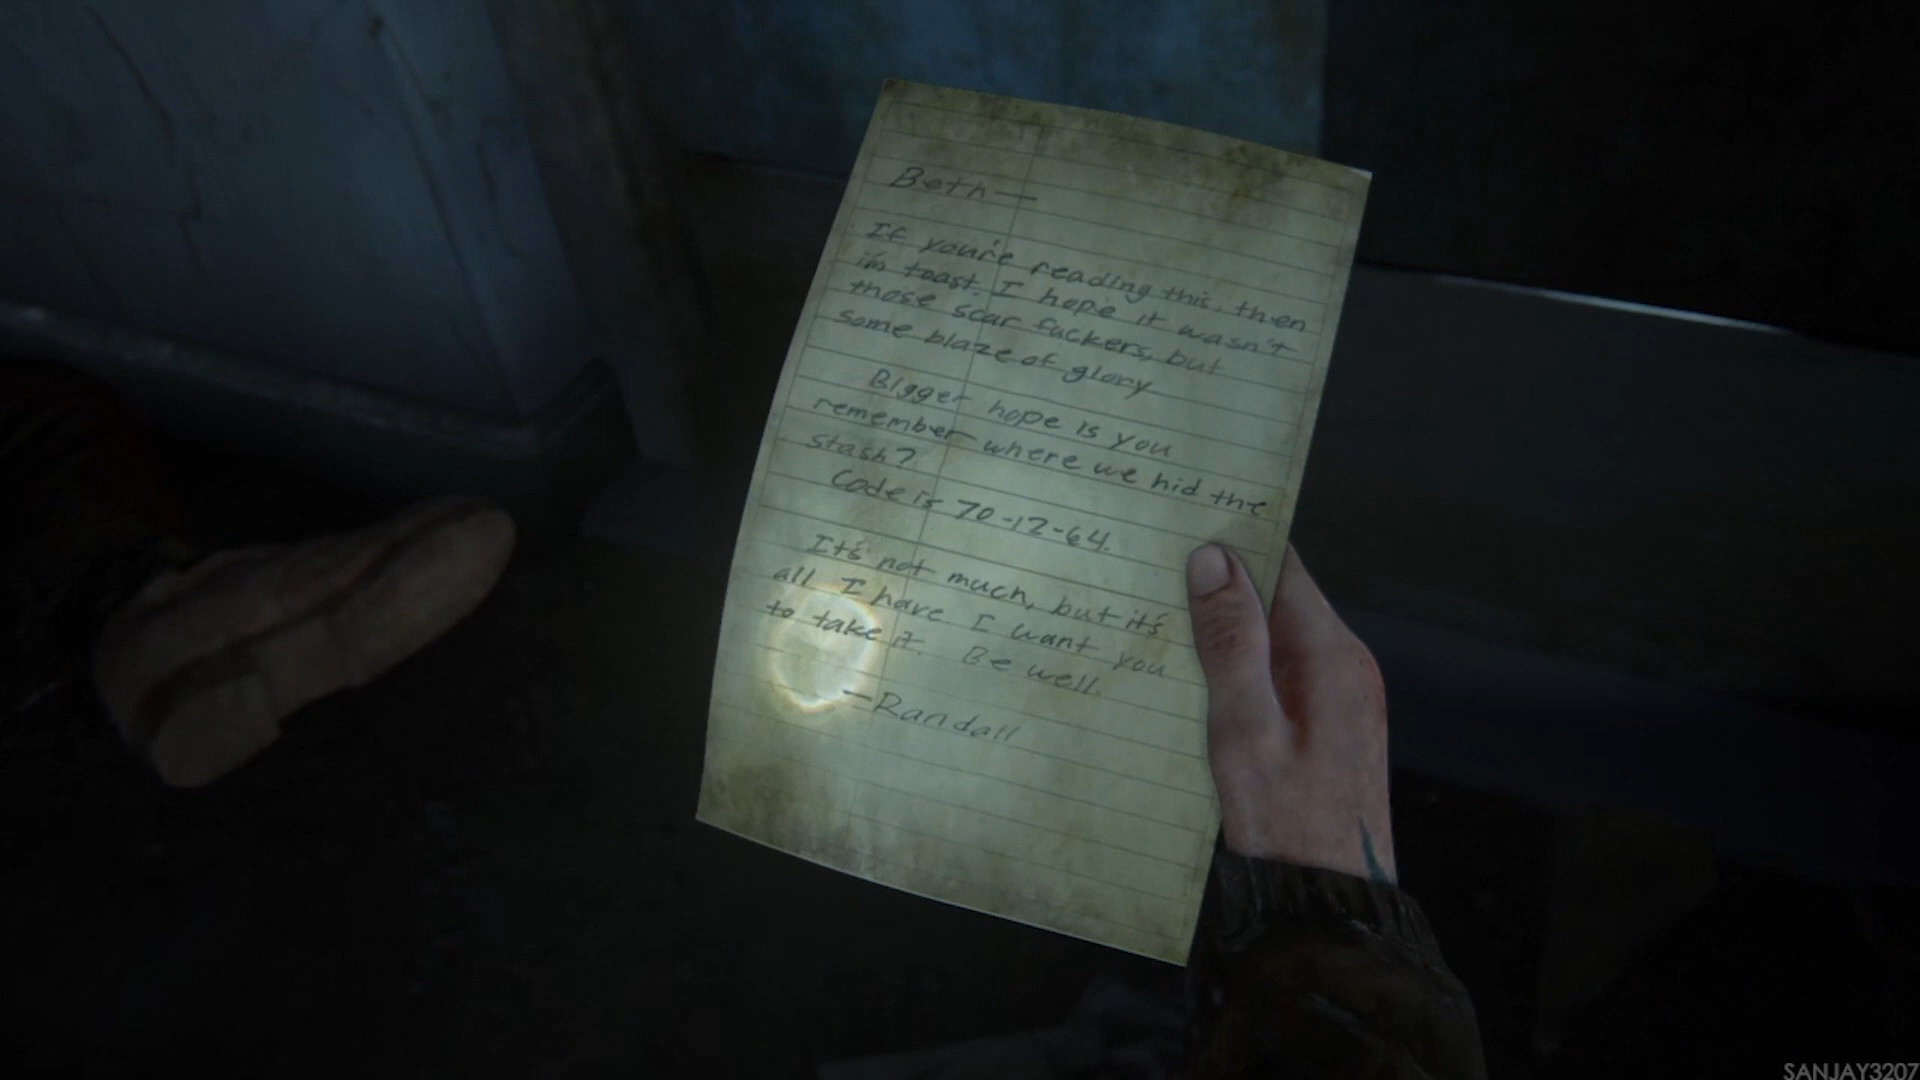 Beth—
If you're reading this, then
i'm toast. I hope it wasn't
those scar fuckers, but
some blaze of glory
Bigger hope is you
remember where we hid the
stash?
Code is 70-12-64.
It's not much, but it's
all I have I want you
to take it. Be well.
—Randall
SANJAY3207